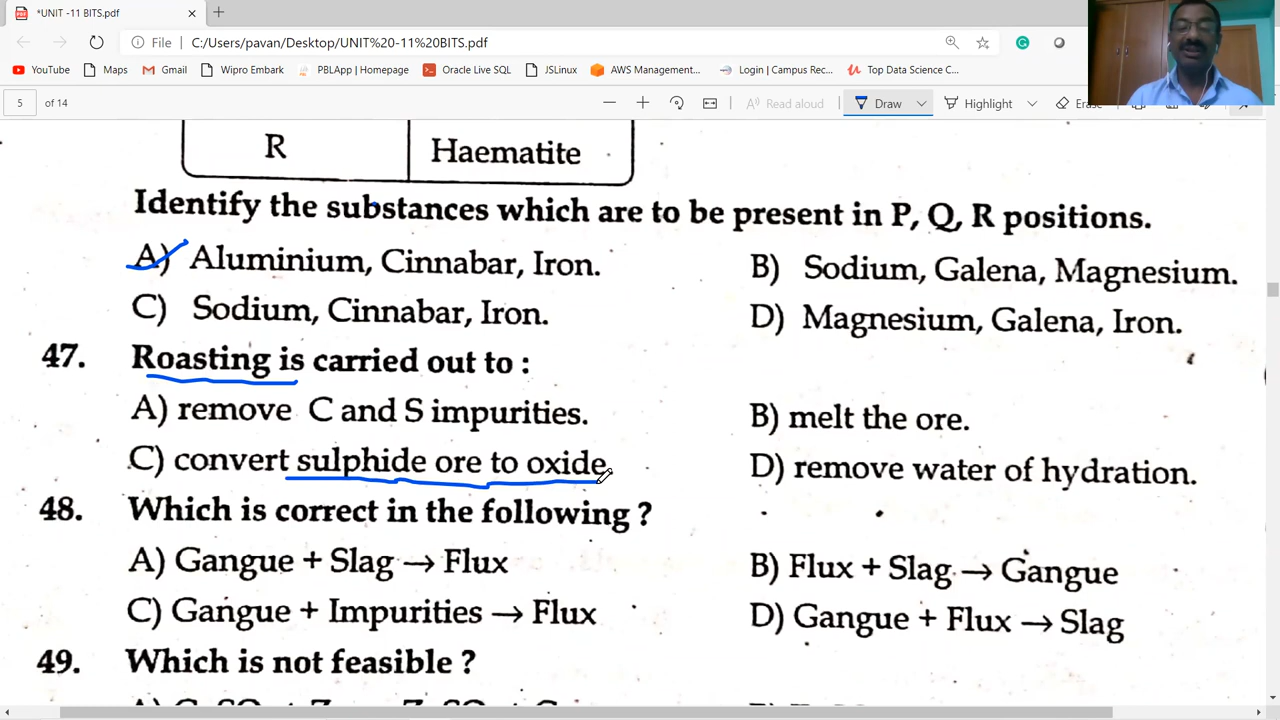 *UNIT -11 BITS.pdf
File C:/Users/pavan/Desktop/UNIT%20-11%20BITS.pdf
YouTube Maps Gmail Wipro Embark PBLApp | Homepage Oracle Live SQL JSLinux AWS Management... Login | Campus Rec... Top Data Science C...
5 of 14 Read aloud Draw Highlight Erase
R Haematite
Identify the substances which are to be present in P, Q, R positions.
A) Aluminium, Cinnabar, Iron. B) Sodium, Galena, Magnesium.
C) Sodium, Cinnabar, Iron. D) Magnesium, Galena, Iron.
47. Roasting is carried out to :
A) remove C and S impurities. B) melt the ore.
C) convert sulphide ore to oxide. D) remove water of hydration.
48. Which is correct in the following ?
A) Gangue + Slag → Flux B) Flux + Slag → Gangue
C) Gangue + Impurities → Flux D) Gangue + Flux → Slag
49. Which is not feasible ?